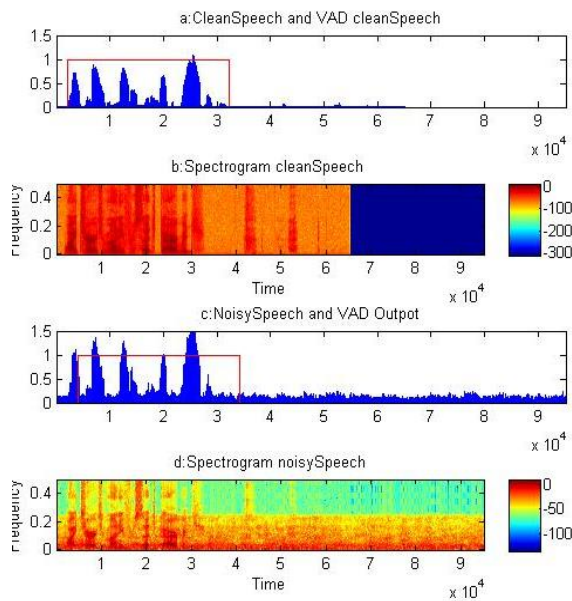 a:CleanSpeech and VAD cleanSpeech
1.5
1
0.5
0
1 2 3 4 5 6 7 8 9
Time
x 10^4
b:Spectrogram cleanSpeech
Frequency
0.4
0.2
0
0
-100
-200
-300
1 2 3 4 5 6 7 8 9
Time
x 10^4
c:NoisySpeech and VAD Outpot
1.5
1
0.5
0
1 2 3 4 5 6 7 8 9
Time
x 10^4
d:Spectrogram noisySpeech
Frequency
0.4
0.2
0
0
-50
-100
1 2 3 4 5 6 7 8 9
Time
x 10^4